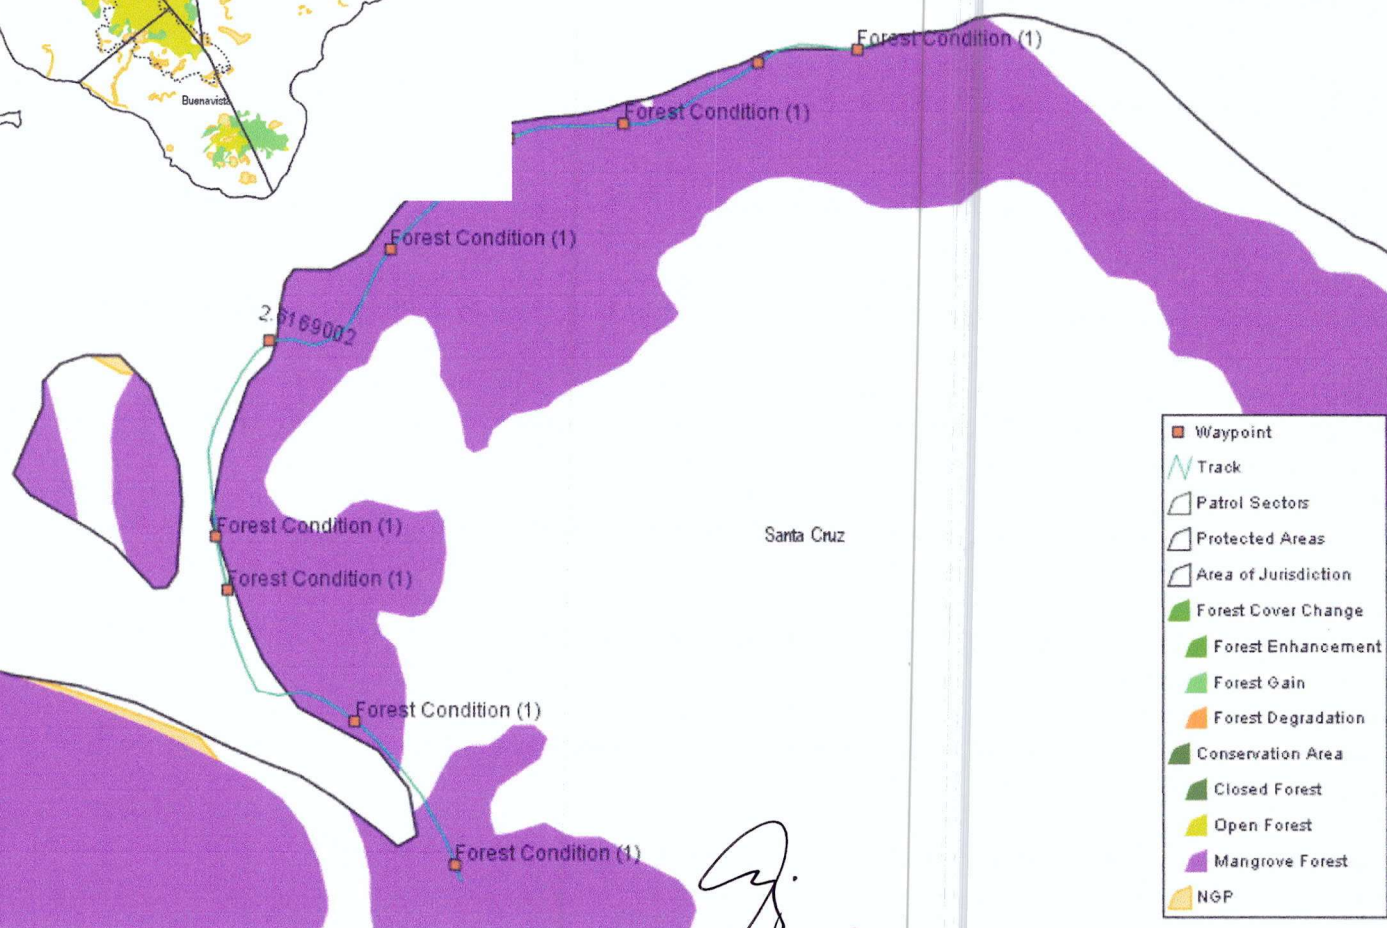 Buenavista
Forest Condition (1)
Forest Condition (1)
Forest Condition (1)
2.6169002
Forest Condition (1)
Forest Condition (1)
Forest Condition (1)
Forest Condition (1)
Santa Cruz
Waypoint
Track
Patrol Sectors
Protected Areas
Area of Jurisdiction
Forest Cover Change
Forest Enhancement
Forest Gain
Forest Degradation
Conservation Area
Closed Forest
Open Forest
Mangrove Forest
NGP